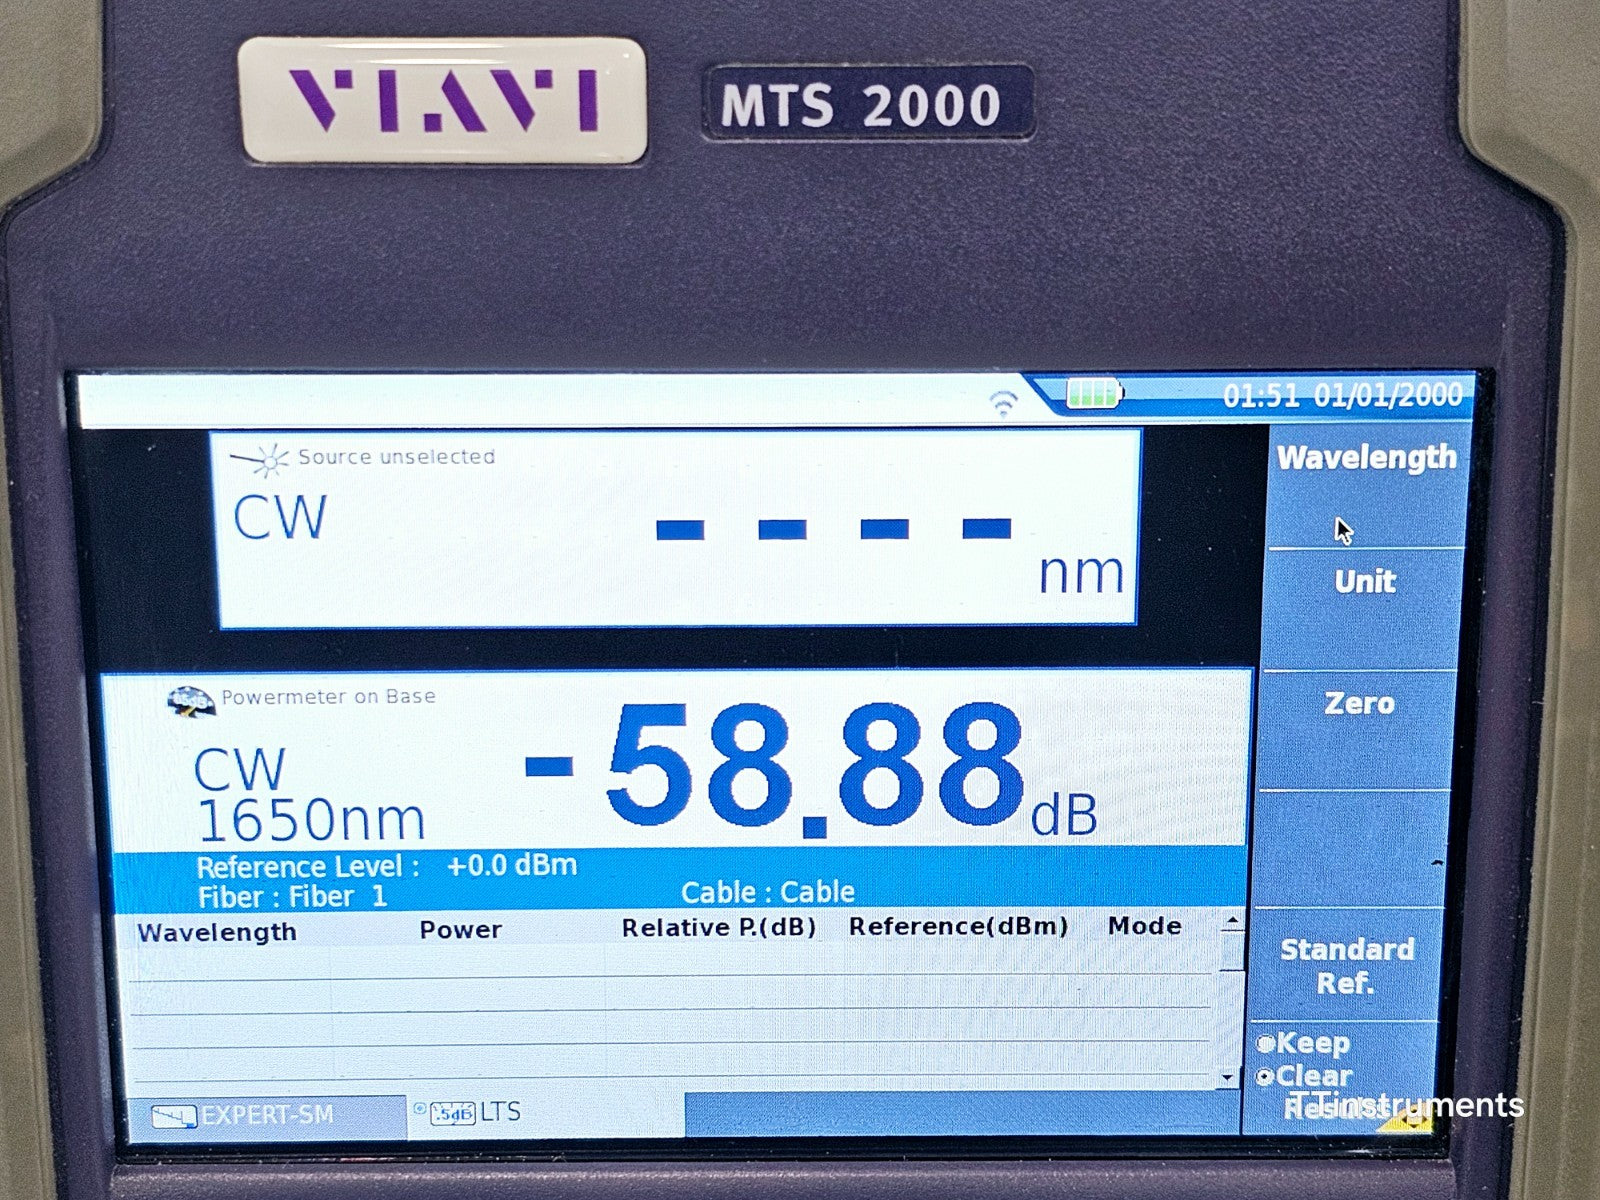 VIAVI
MTS 2000
01:51 01/01/2000
Source unselected
CW
- - - -
nm
Wavelength
Unit
Zero
Powermeter on Base
CW
1650nm
-58.88 dB
Reference Level : +0.0 dBm
Fiber : Fiber 1 Cable : Cable
Wavelength Power Relative P.(dB) Reference(dBm) Mode
Standard
Ref.
Keep
Clear
EXPERT-SM
.5dB LTS
TTinstruments